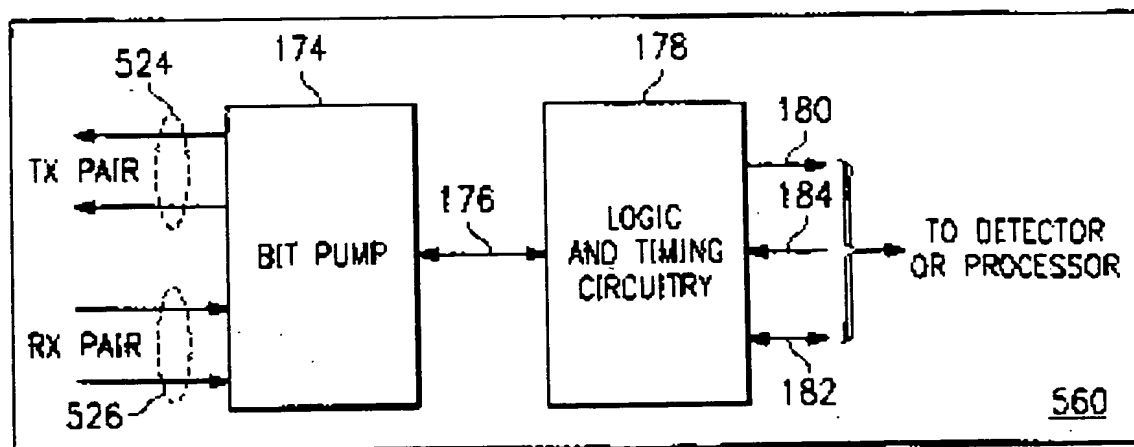 174
178
524
180
TX PAIR
176
184
BIT PUMP
LOGIC
AND TIMING
CIRCUITRY
TO DETECTOR
OR PROCESSOR
RX PAIR
526
182
560